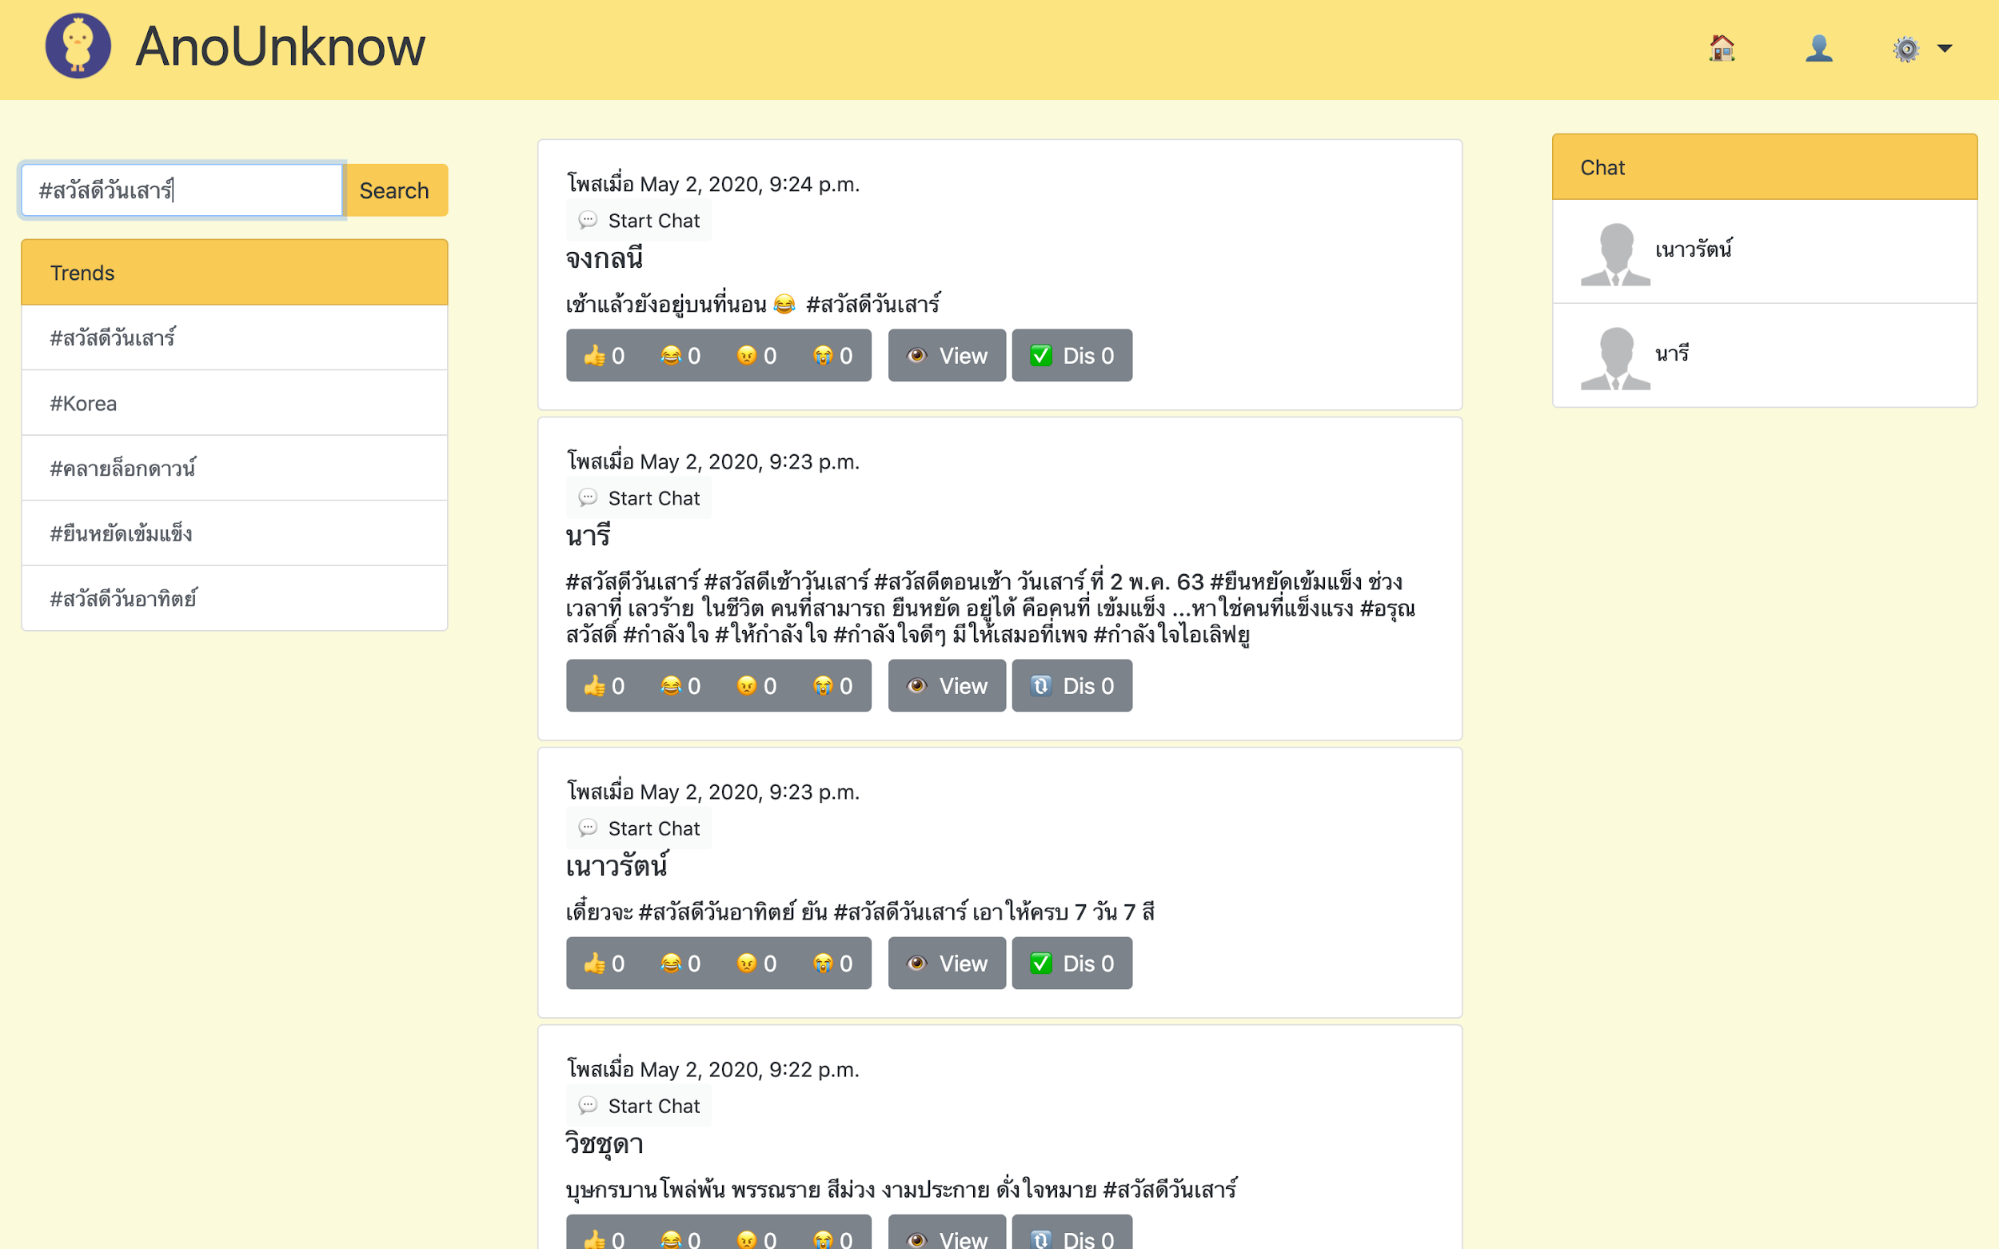 AnoUnknow
#สวัสดีวันเสาร์
Search
Trends
#สวัสดีวันเสาร์
#Korea
#คลายล็อกดาวน์
#ยืนหยัดเข้มแข็ง
#สวัสดีวันอาทิตย์
โพสเมื่อ May 2, 2020, 9:24 p.m.
Start Chat
จงกลนี
เช้าแล้วยังอยู่บนที่นอน 😂 #สวัสดีวันเสาร์
👍 0 😂 0 😠 0 😭 0 View Dis 0
โพสเมื่อ May 2, 2020, 9:23 p.m.
Start Chat
นารี
#สวัสดีวันเสาร์ #สวัสดีเช้าวันเสาร์ #สวัสดีตอนเช้า วันเสาร์ ที่ 2 พ.ค. 63 #ยืนหยัดเข้มแข็ง ช่วง
เวลาที่ เลวร้าย ในชีวิต คนที่สามารถ ยืนหยัด อยู่ได้ คือคนที่ เข้มแข็ง ...หาใช่คนที่แข็งแรง #อรุณ
สวัสดิ์ #กำลังใจ #ให้กำลังใจ #กำลังใจดีๆ มีให้เสมอที่เพจ #กำลังใจไอเลิฟยู
👍 0 😂 0 😠 0 😭 0 View Dis 0
โพสเมื่อ May 2, 2020, 9:23 p.m.
Start Chat
เนาวรัตน์
เดี๋ยวจะ #สวัสดีวันอาทิตย์ ยัน #สวัสดีวันเสาร์ เอาให้ครบ 7 วัน 7 สี
👍 0 😂 0 😠 0 😭 0 View Dis 0
โพสเมื่อ May 2, 2020, 9:22 p.m.
Start Chat
วิชชุดา
บุษกรบานโพล่พ้น พรรณราย สีม่วง งามประกาย ดั่งใจหมาย #สวัสดีวันเสาร์
👍 0 😂 0 😠 0 😭 0 View Dis 0
Chat
เนาวรัตน์
นารี